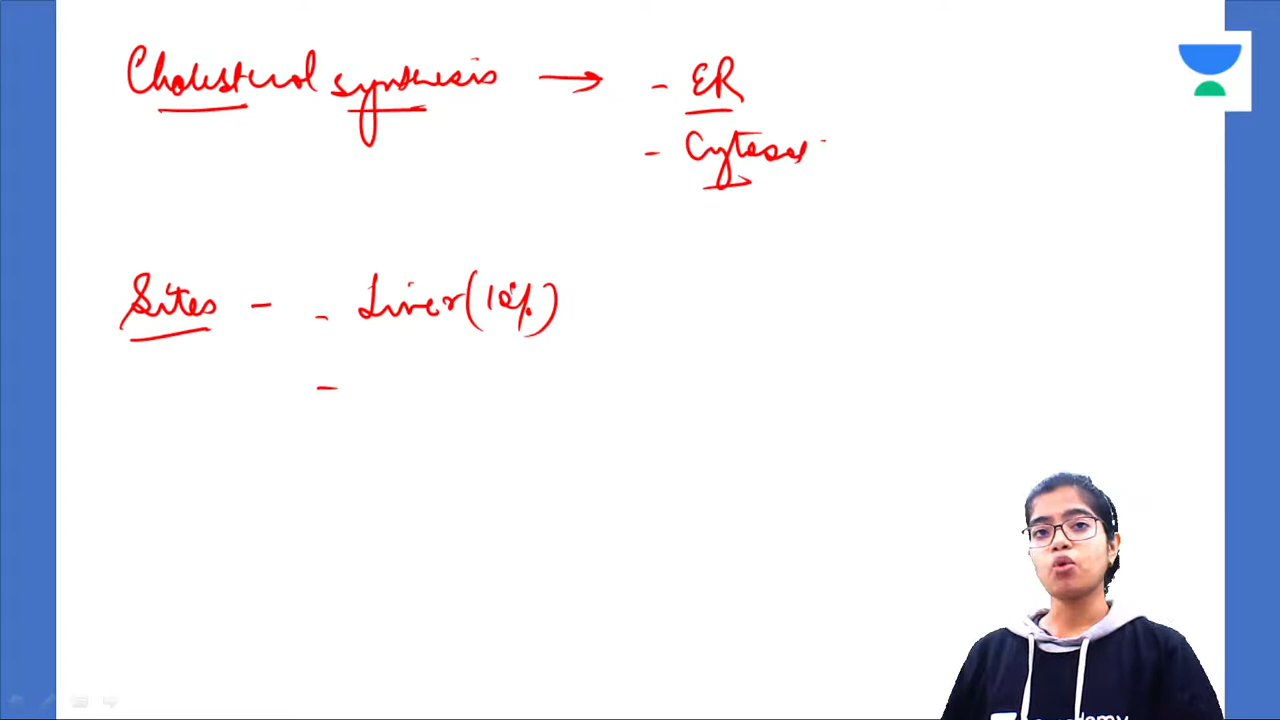 Cholesterol synthesis → - ER
- Cytosol
Sites - - Liver (10%)
-